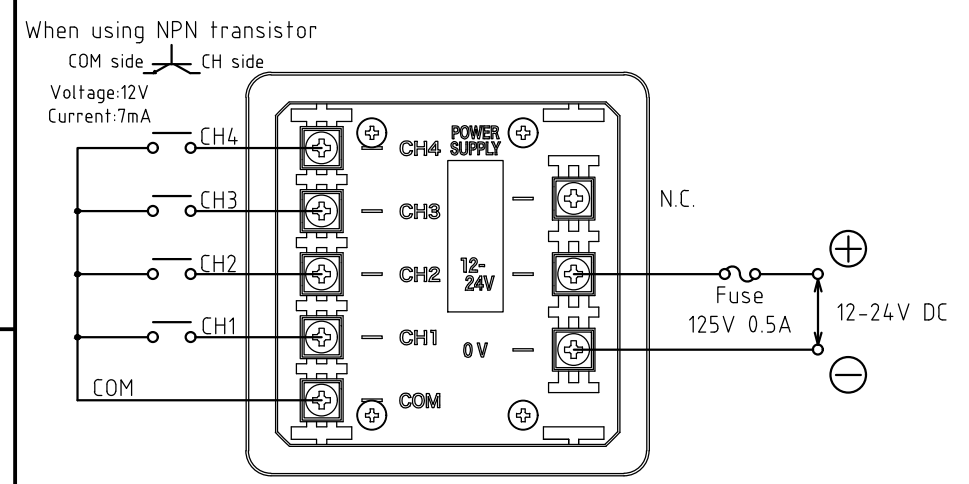 When using NPN transistor
COM side
CH side
Voltage:12V
Current:7mA
CH4
CH3
CH2
CH1
COM
CH4
CH3
CH2
CH1
COM
POWER
SUPPLY
12-
24V
0V
N.C.
Fuse
125V 0.5A
+
12-24V DC
−